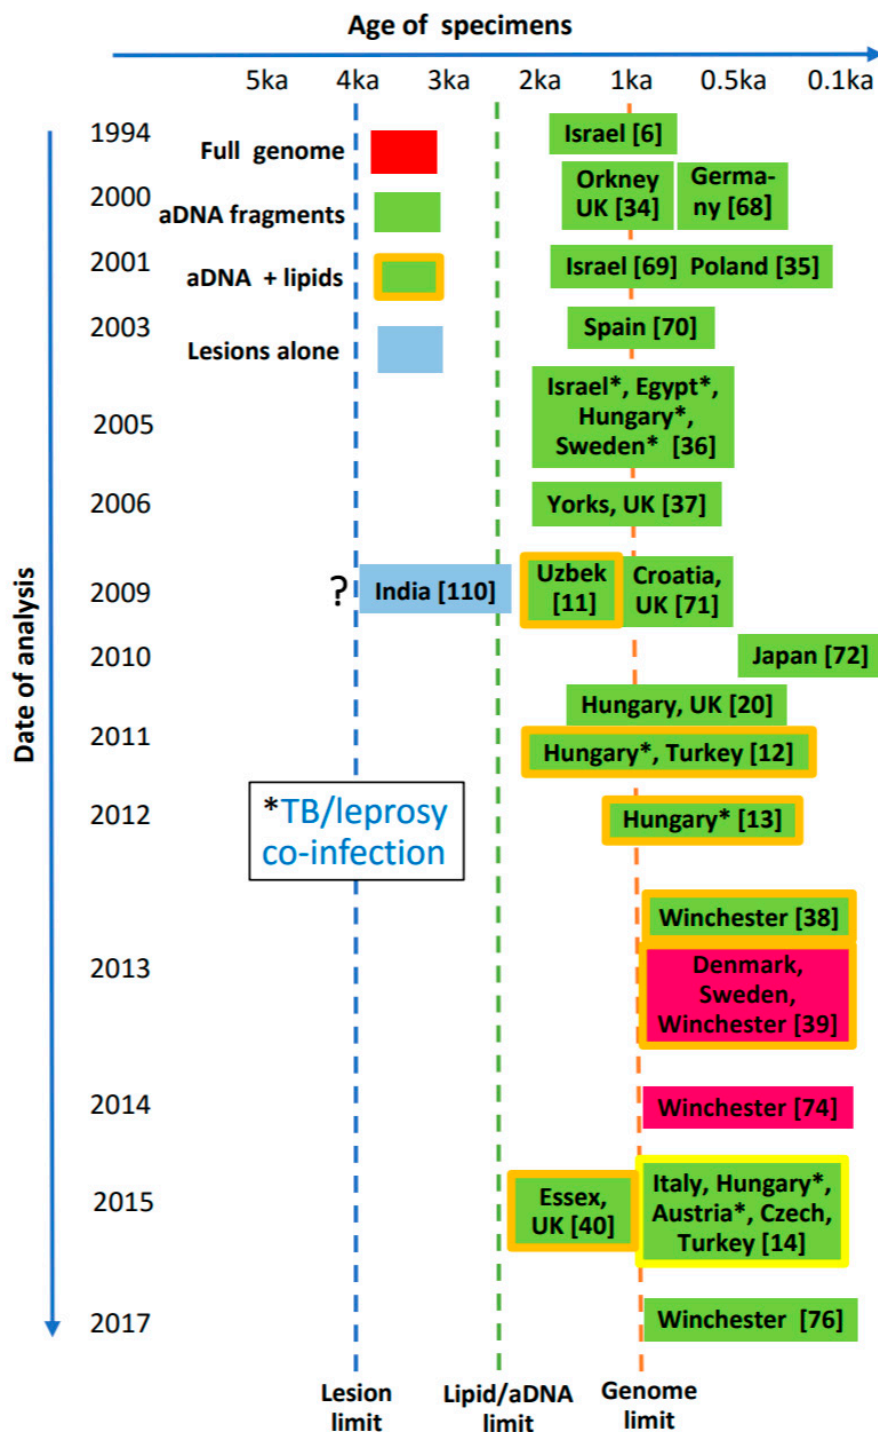 Age of specimens
5ka 4ka 3ka 2ka 1ka 0.5ka 0.1ka
Date of analysis
1994
2000
2001
2003
2005
2006
2009
2010
2011
2012
2013
2014
2015
2017
Full genome
aDNA fragments
aDNA + lipids
Lesions alone
Israel [6]
Orkney
UK [34]
Germa-
ny [68]
Israel [69] Poland [35]
Spain [70]
Israel*, Egypt*,
Hungary*,
Sweden* [36]
Yorks, UK [37]
?
India [110]
Uzbek
[11]
Croatia,
UK [71]
Japan [72]
Hungary, UK [20]
Hungary*, Turkey [12]
*TB/leprosy
co-infection
Hungary* [13]
Winchester [38]
Denmark,
Sweden,
Winchester [39]
Winchester [74]
Essex,
UK [40]
Italy, Hungary*,
Austria*, Czech,
Turkey [14]
Winchester [76]
Lesion
limit
Lipid/aDNA
limit
Genome
limit